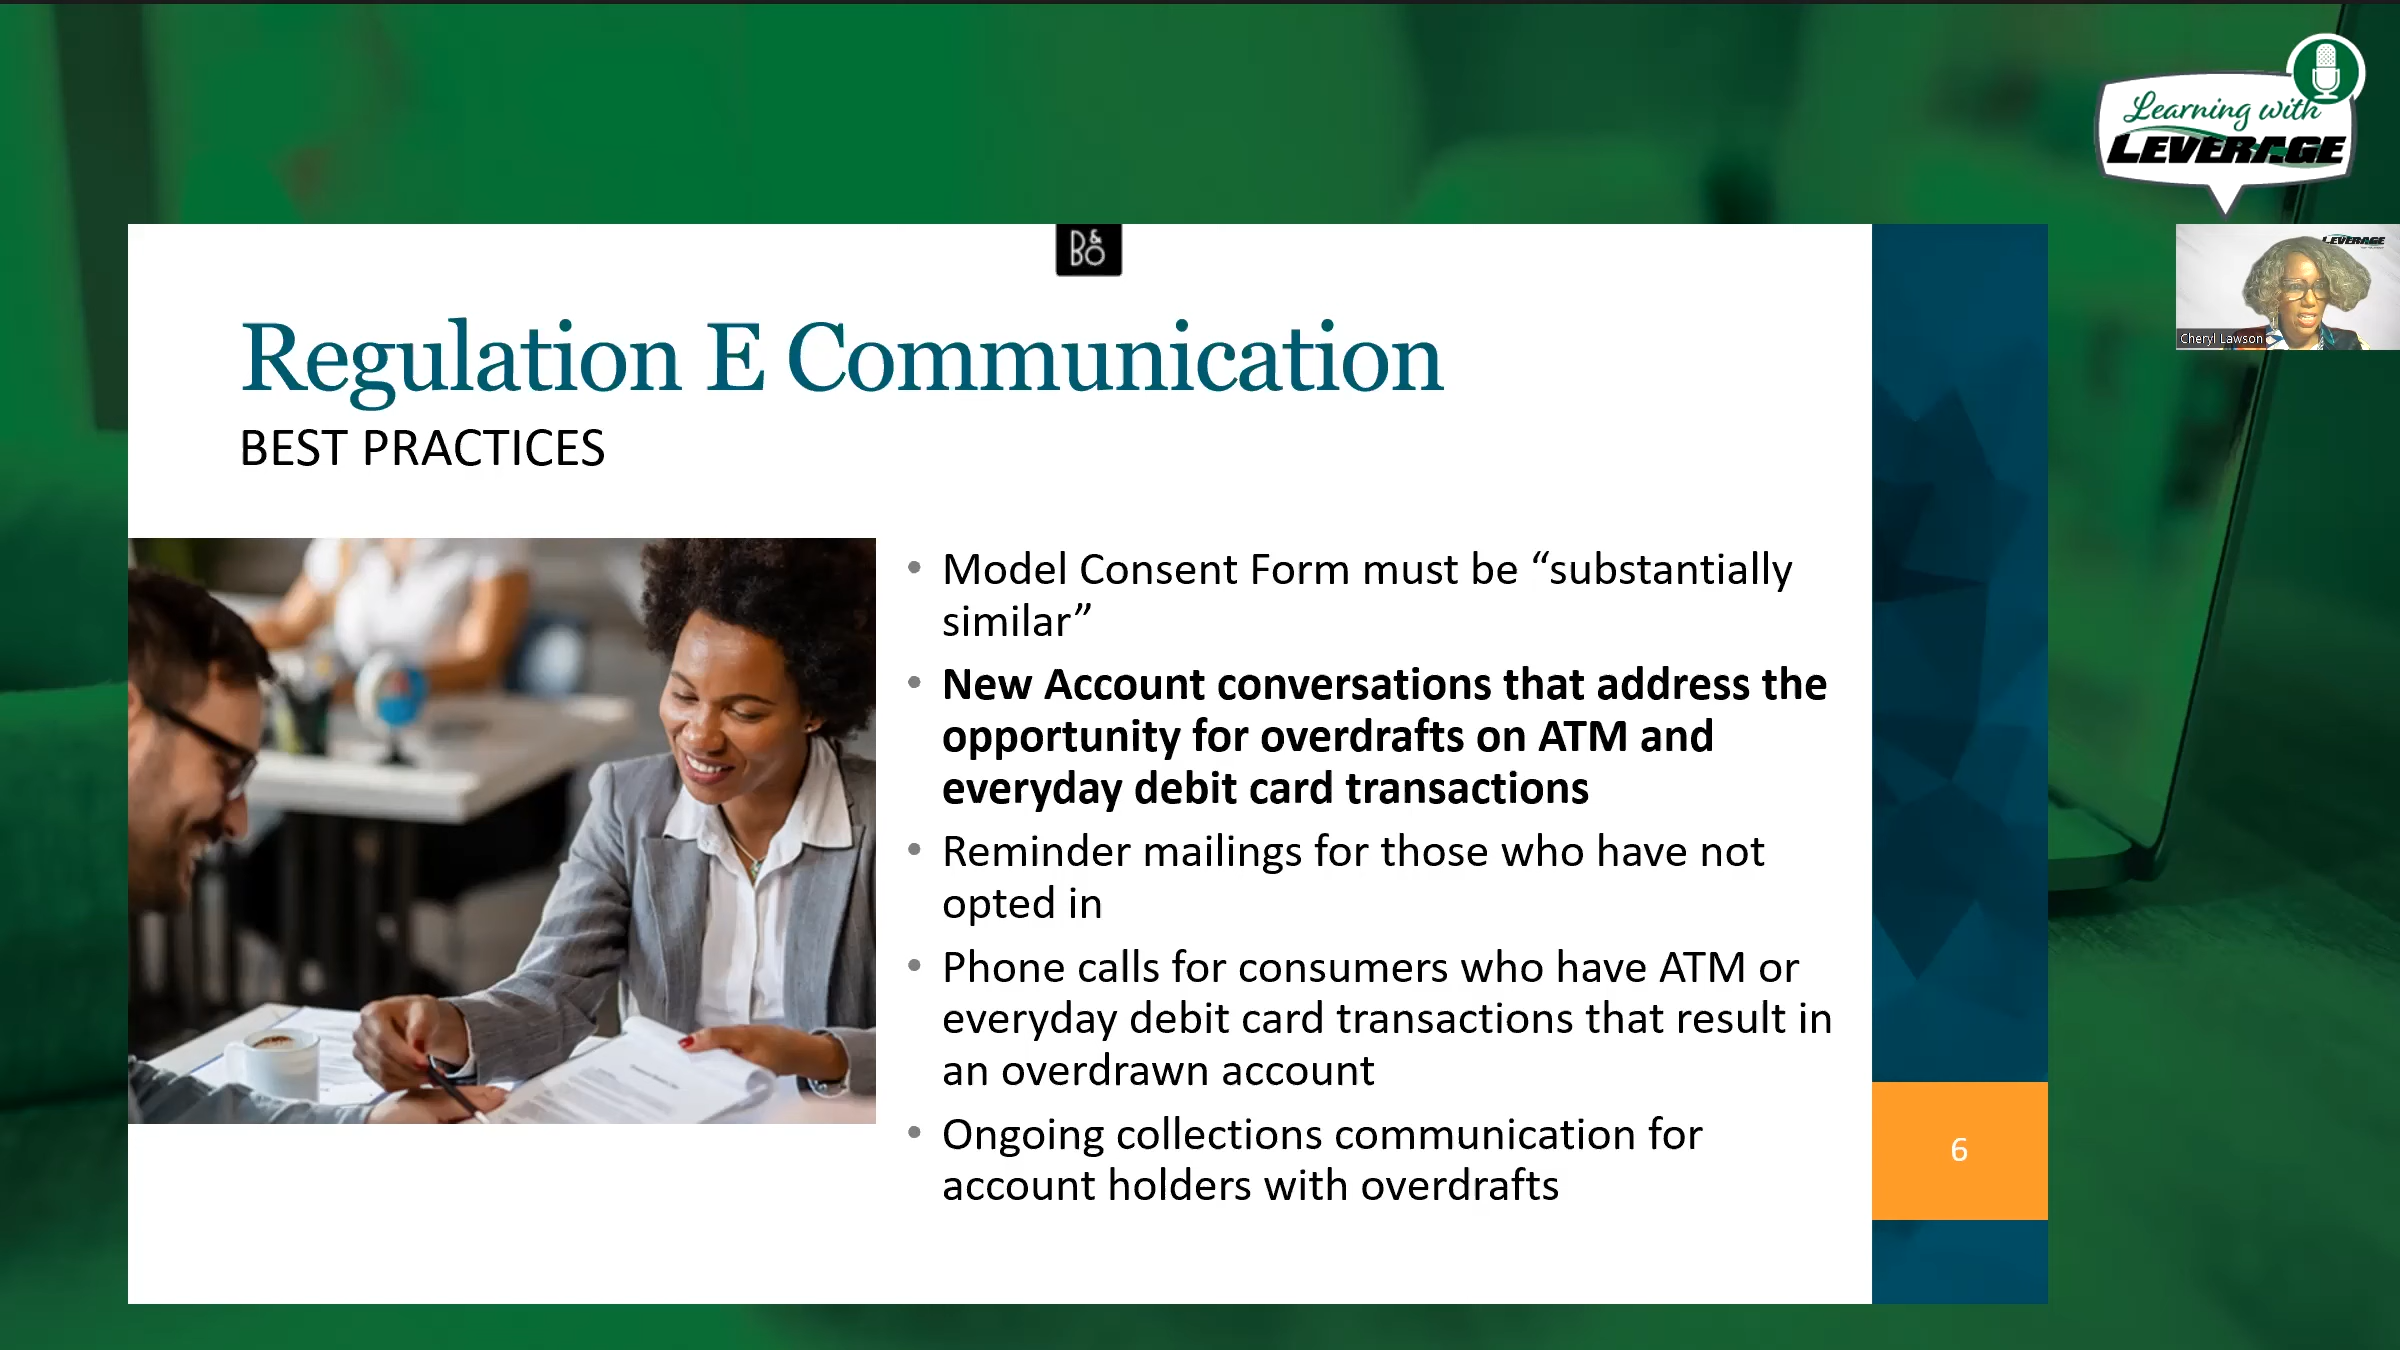 Learning with
LEVERAGE
B&O
LEVERAGE
Cheryl Lawson
Regulation E Communication
BEST PRACTICES
• Model Consent Form must be “substantially
similar”
• New Account conversations that address the
opportunity for overdrafts on ATM and
everyday debit card transactions
• Reminder mailings for those who have not
opted in
• Phone calls for consumers who have ATM or
everyday debit card transactions that result in
an overdrawn account
• Ongoing collections communication for
account holders with overdrafts
6